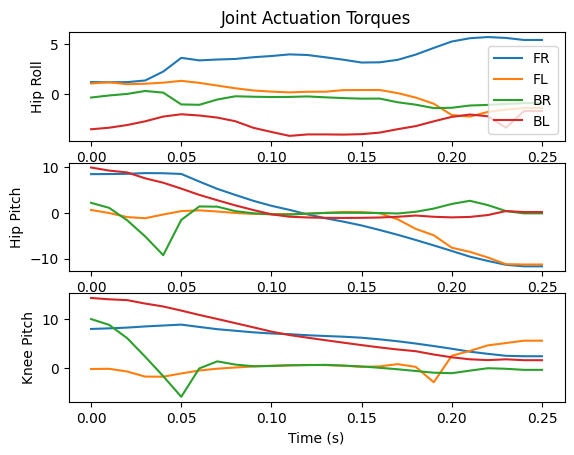 Joint Actuation Torques
Hip Roll
5
0
FR
FL
BR
BL
0.00 0.05 0.10 0.15 0.20 0.25
Hip Pitch
10
0
−10
0.00 0.05 0.10 0.15 0.20 0.25
Knee Pitch
10
0
0.00 0.05 0.10 0.15 0.20 0.25
Time (s)